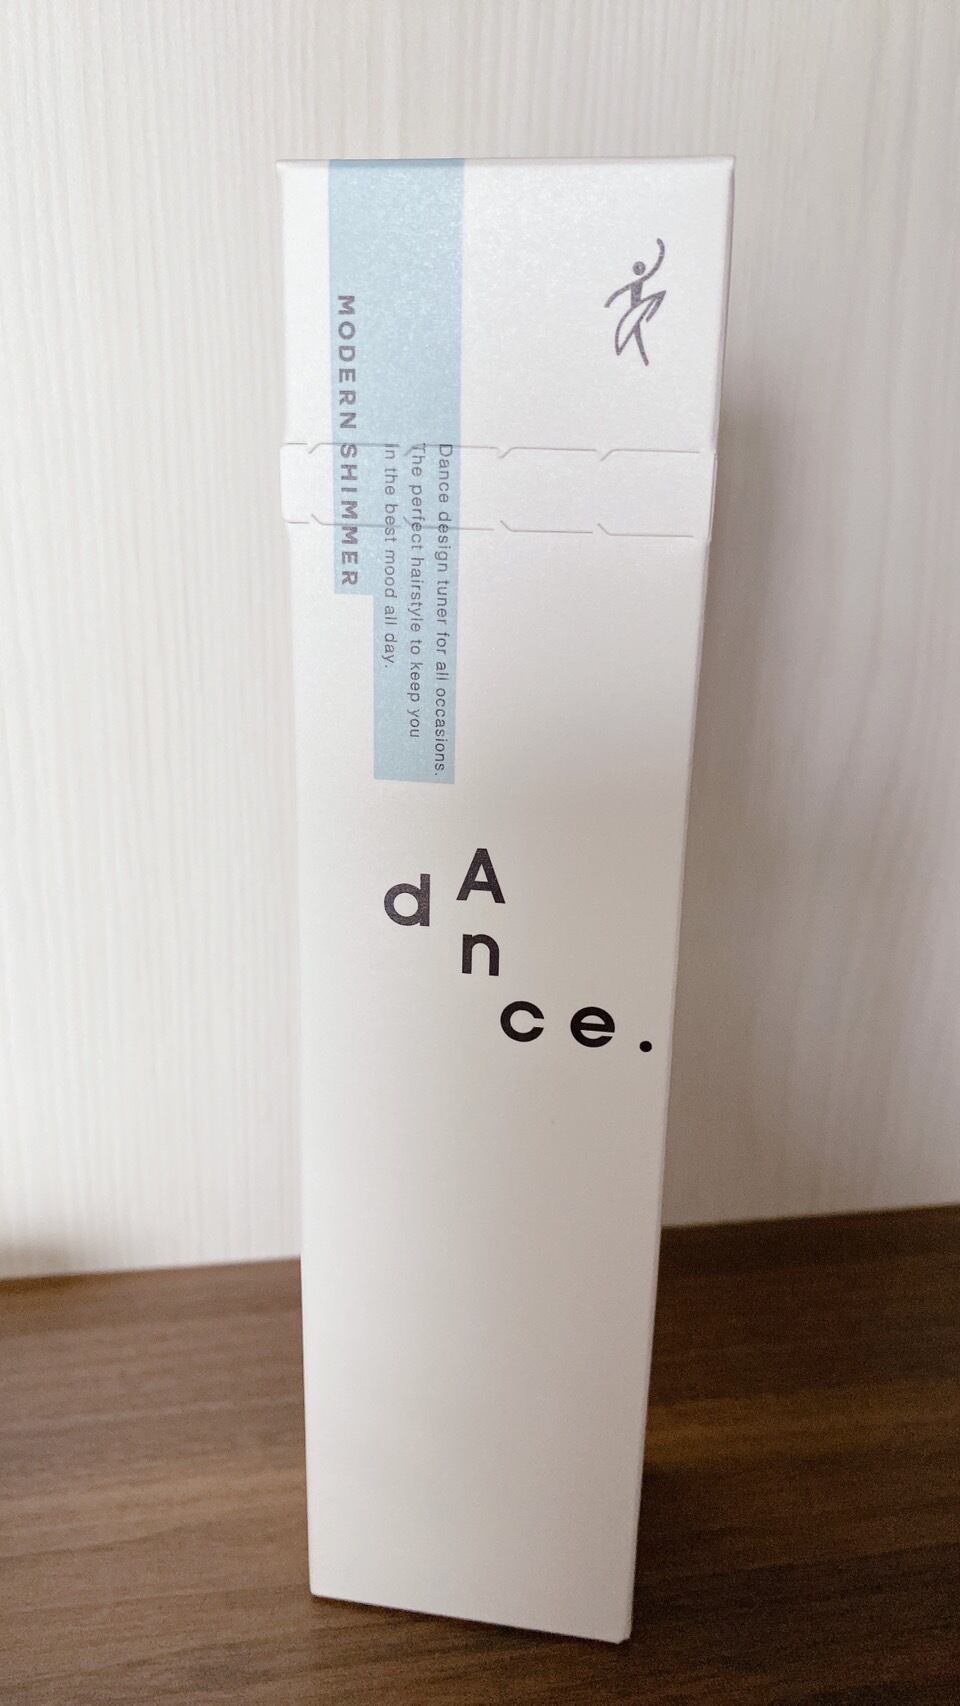 MODERN SHIMMER
Dance design tuner for all occasions.
The perfect hairstyle to keep you
in the best mood all day.
dAnce.